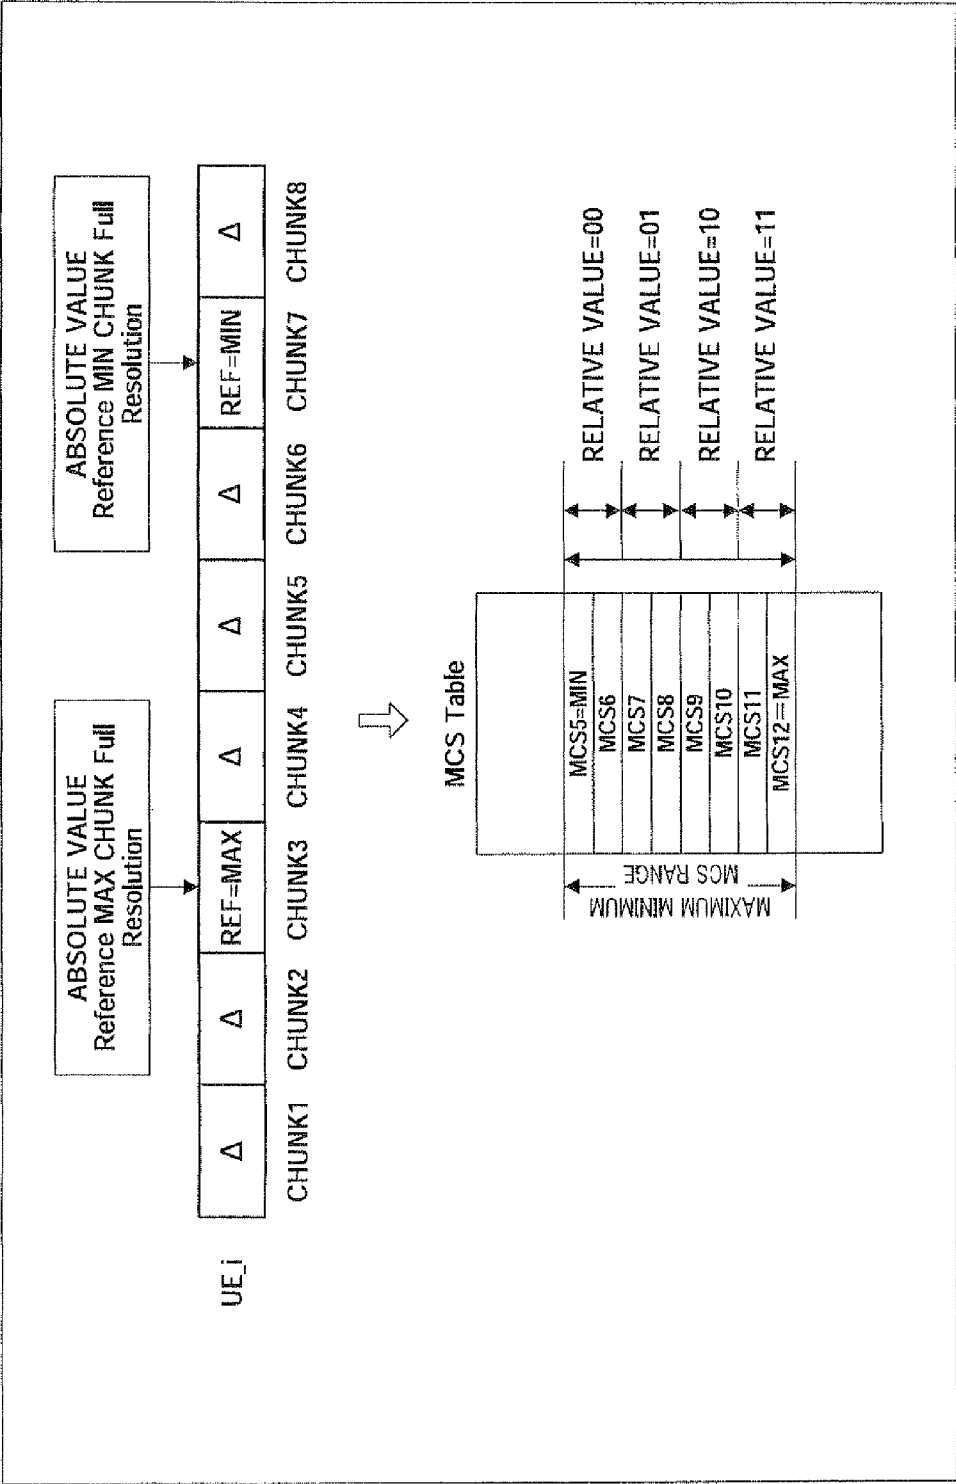 ABSOLUTE VALUE
Reference MAX CHUNK Full
Resolution
ABSOLUTE VALUE
Reference MIN CHUNK Full
Resolution
UE_i
Δ
Δ
REF=MAX
Δ
Δ
Δ
REF=MIN
Δ
CHUNK1
CHUNK2
CHUNK3
CHUNK4
CHUNK5
CHUNK6
CHUNK7
CHUNK8
MCS Table
MAXIMUM MINIMUM
MCS RANGE
MCS5=MIN
MCS6
MCS7
MCS8
MCS9
MCS10
MCS11
MCS12=MAX
RELATIVE VALUE=00
RELATIVE VALUE=01
RELATIVE VALUE=10
RELATIVE VALUE=11